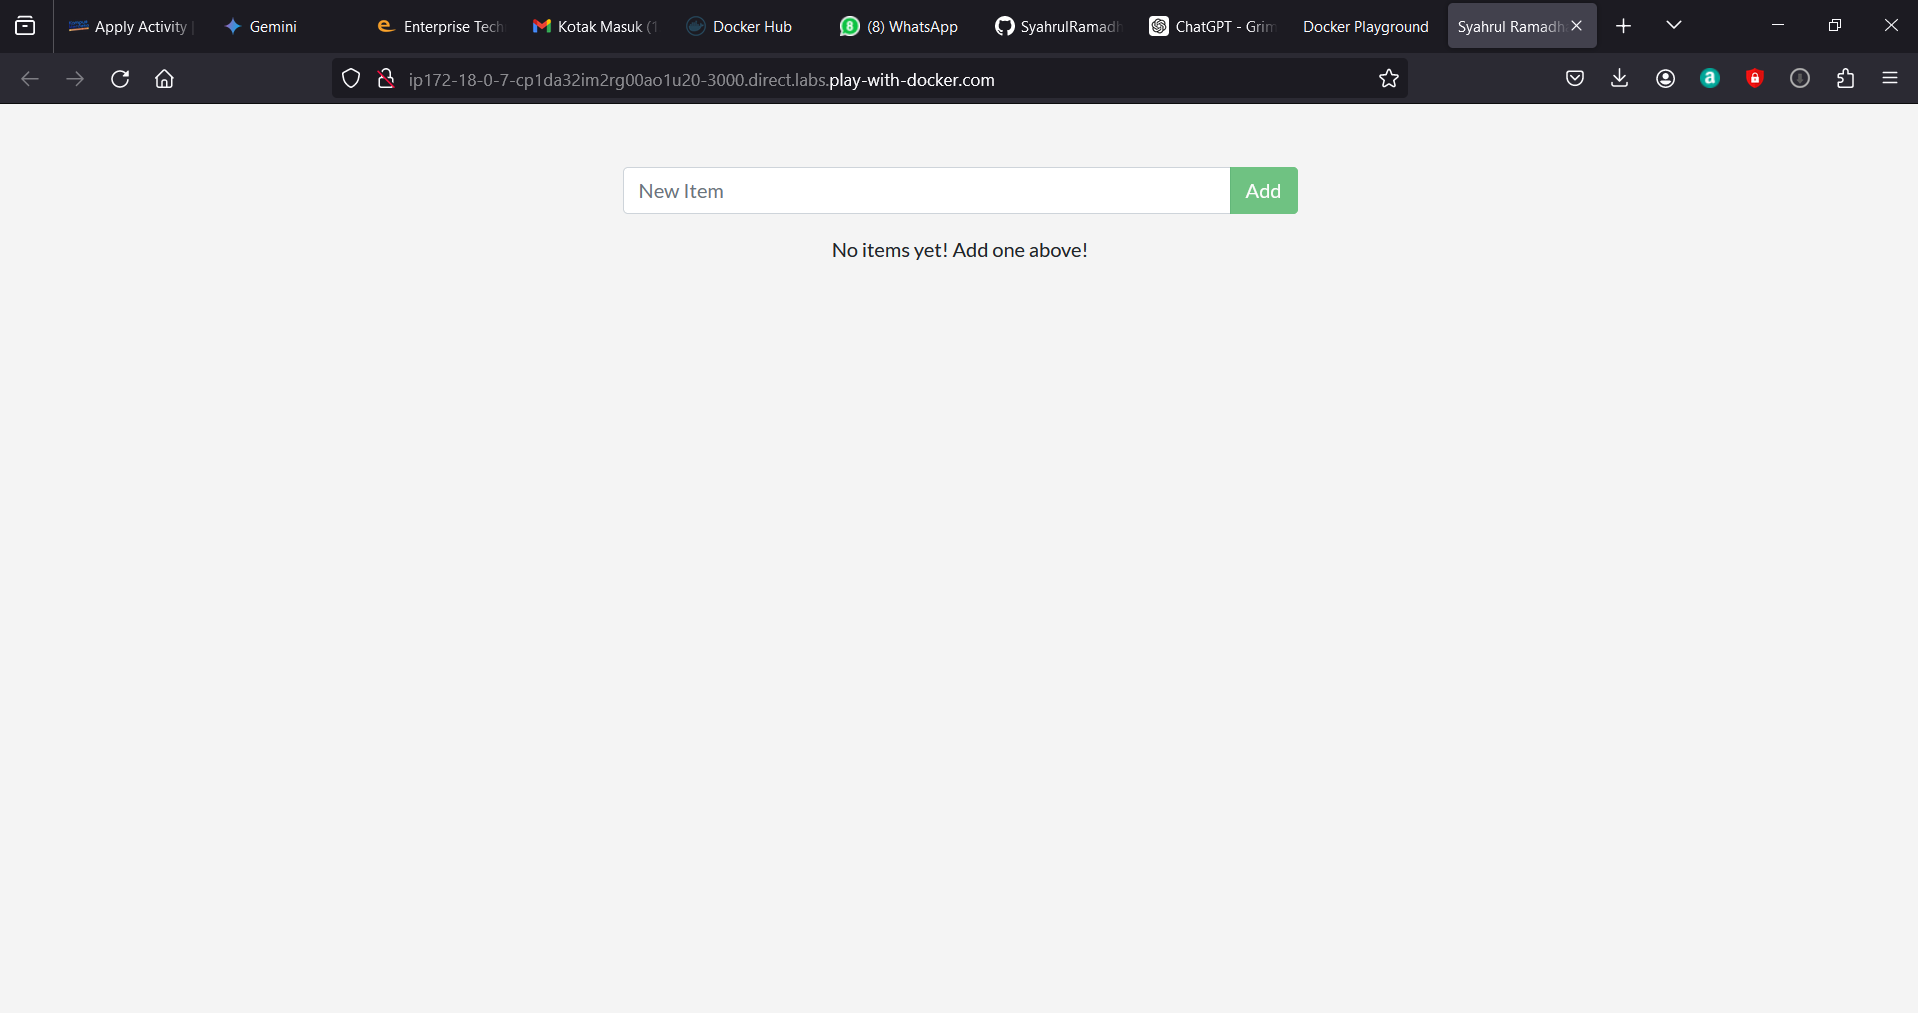 Apply Activity
Gemini
Enterprise Tech
Kotak Masuk (1
Docker Hub
8 (8) WhatsApp
SyahrulRamadh
ChatGPT - Grim
Docker Playground
Syahrul Ramadh
ip172-18-0-7-cp1da32im2rg00ao1u20-3000.direct.labs.play-with-docker.com
New Item
Add
No items yet! Add one above!